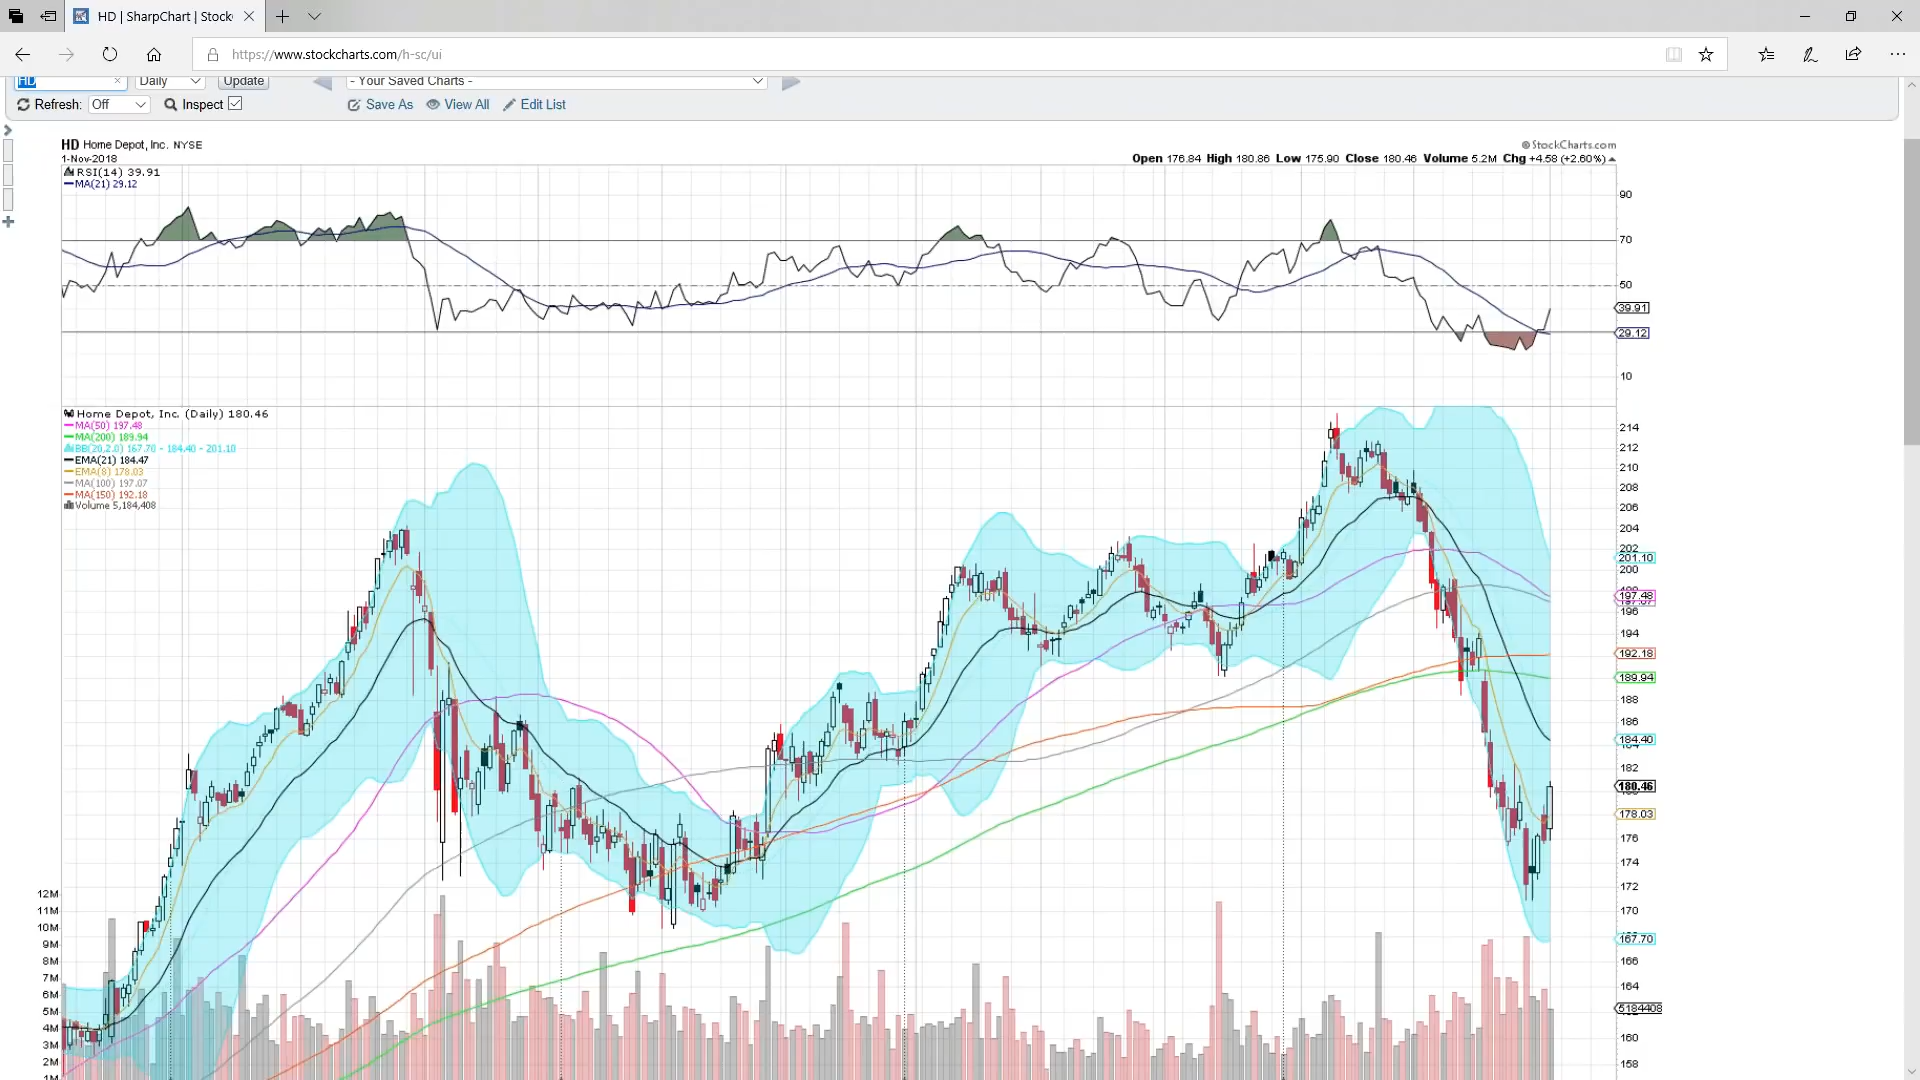 HD | SharpChart | Stock
https://www.stockcharts.com/h-sc/ui
HD
Daily
Update
- Your Saved Charts -
Refresh: Off
Inspect
Save As
View All
Edit List
HD Home Depot, Inc. NYSE
© StockCharts.com
1-Nov-2018
Open 176.84 High 180.86 Low 175.90 Close 180.46 Volume 5.2M Chg +4.58 (+2.60%)
RSI(14) 39.91
MA(21) 29.12
90
70
50
39.91
29.12
10
Home Depot, Inc. (Daily) 180.46
MA(50) 197.48
MA(200) 189.94
BB(20,2.0) 167.70 - 184.40 - 201.10
EMA(21) 184.47
EMA(8) 178.03
MA(100) 197.07
MA(150) 192.18
Volume 5,184,408
214
212
210
208
206
204
202
201.10
200
197.48
196
194
192.18
189.94
188
186
184.40
182
180.46
178.03
176
174
172
170
167.70
166
164
5184408
160
158
12M
11M
10M
9M
8M
7M
6M
5M
4M
3M
2M
1M